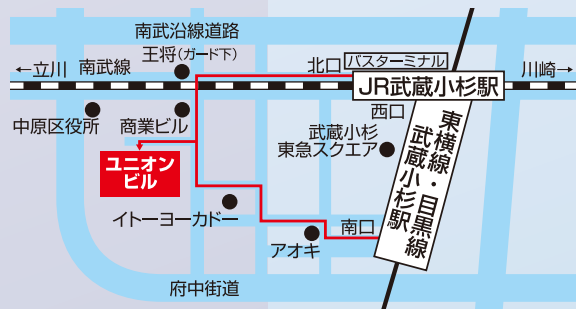 南武沿線道路
王将(ガード下)
北口
バスターミナル
←立川
南武線
JR武蔵小杉駅
川崎→
西口
中原区役所
商業ビル
武蔵小杉
東急スクエア
東横線・目黒線
武蔵小杉駅
ユニオン
ビル
イトーヨーカドー
南口
アオキ
府中街道